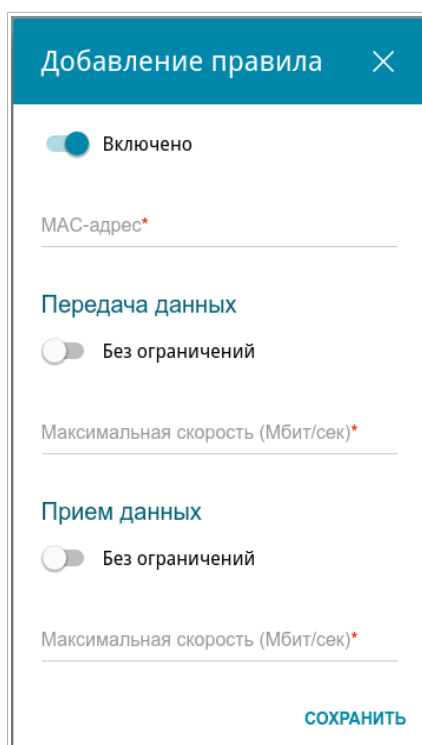 Добавление правила
Включено
MAC-адрес*
Передача данных
Без ограничений
Максимальная скорость (Мбит/сек)*
Прием данных
Без ограничений
Максимальная скорость (Мбит/сек)*
СОХРАНИТЬ